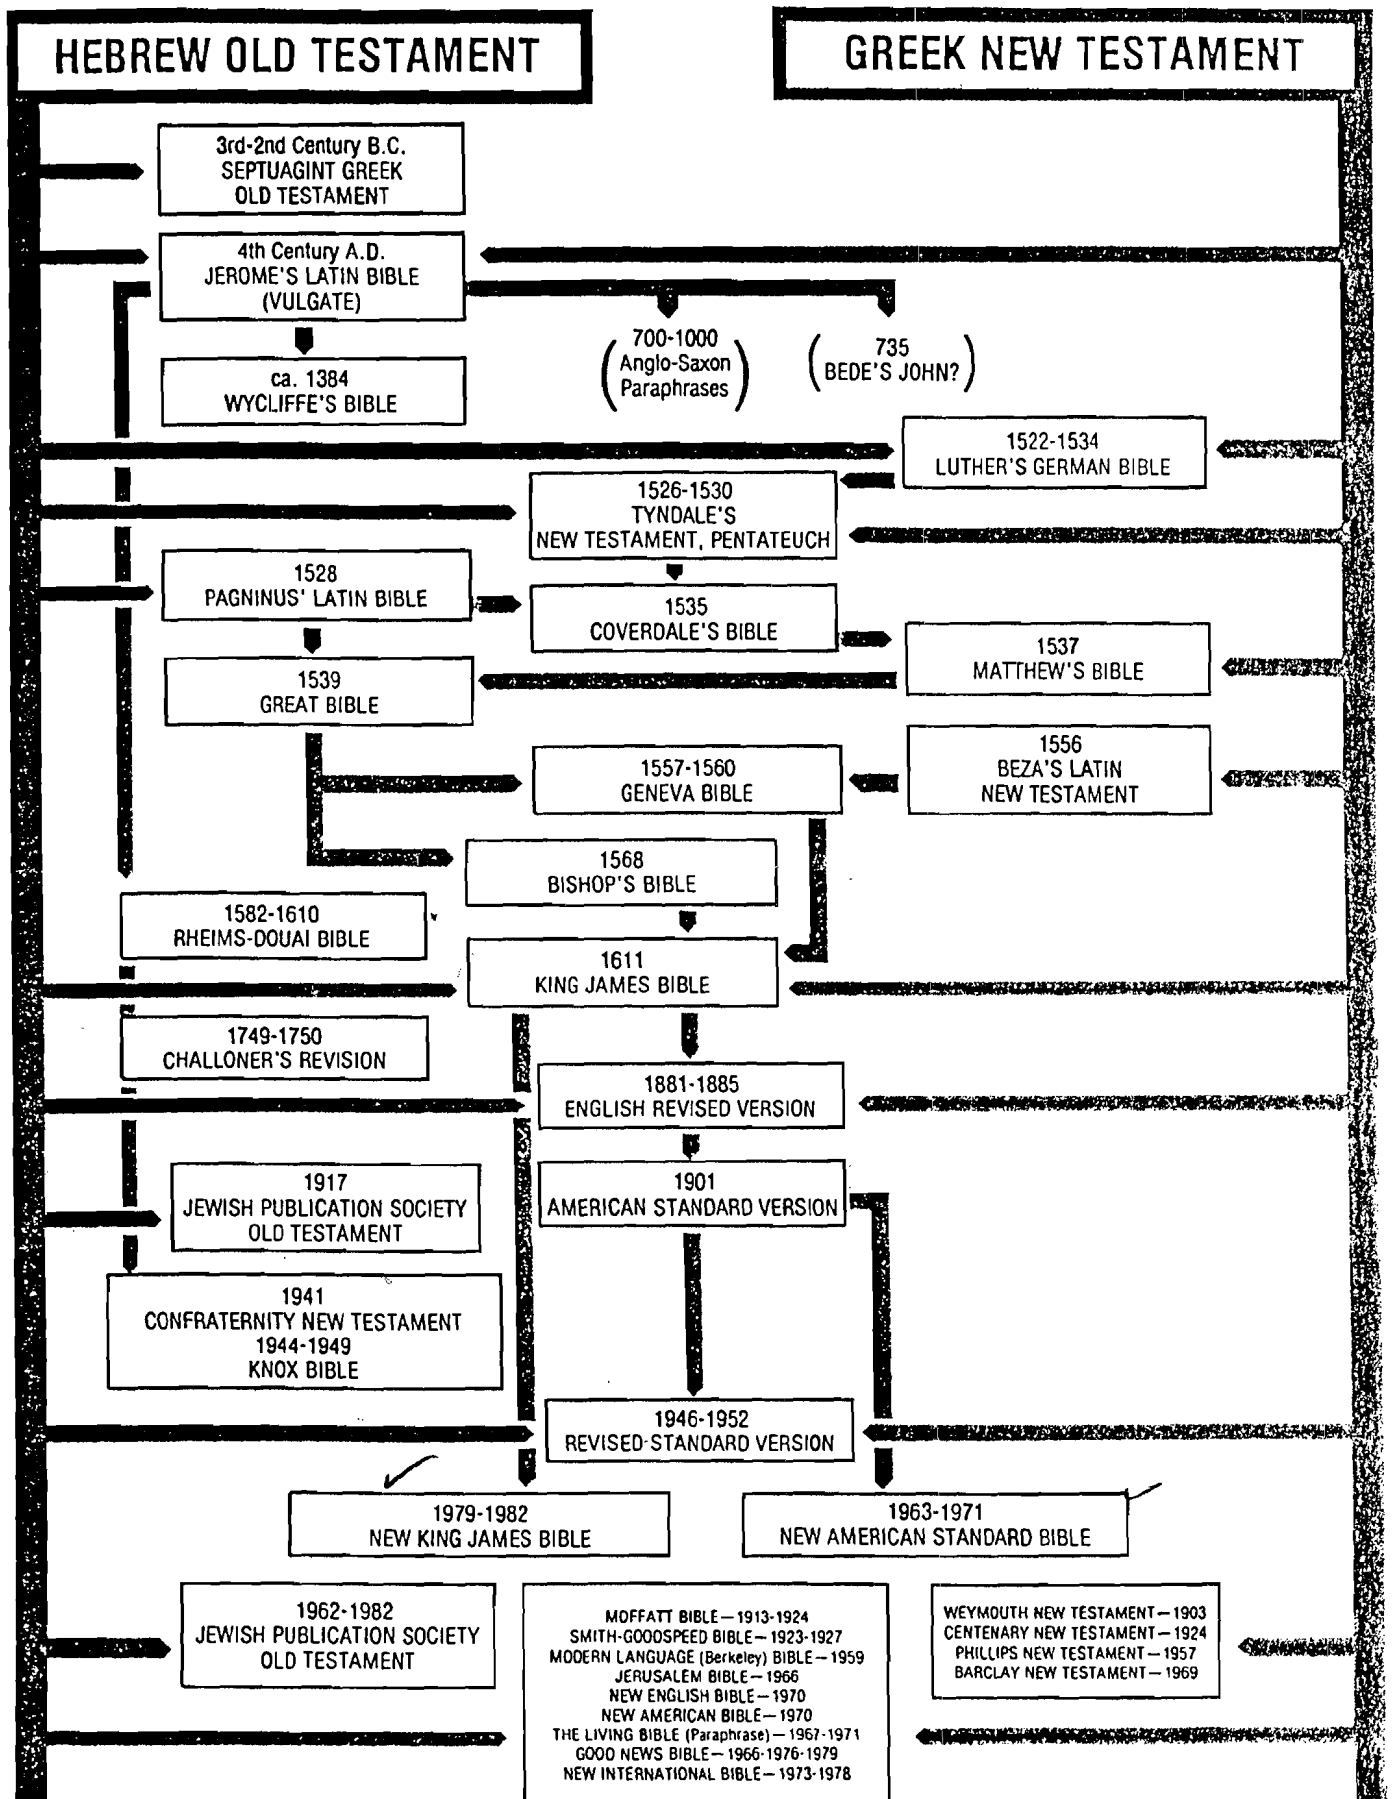 HEBREW OLD TESTAMENT
GREEK NEW TESTAMENT
3rd-2nd Century B.C.
SEPTUAGINT GREEK
OLD TESTAMENT
4th Century A.D.
JEROME'S LATIN BIBLE
(VULGATE)
700-1000
Anglo-Saxon
Paraphrases
735
BEDE'S JOHN?
ca. 1384
WYCLIFFE'S BIBLE
1522-1534
LUTHER'S GERMAN BIBLE
1526-1530
TYNDALE'S
NEW TESTAMENT, PENTATEUCH
1528
PAGNINUS' LATIN BIBLE
1535
COVERDALE'S BIBLE
1537
MATTHEW'S BIBLE
1539
GREAT BIBLE
1556
BEZA'S LATIN
NEW TESTAMENT
1557-1560
GENEVA BIBLE
1568
BISHOP'S BIBLE
1582-1610
RHEIMS-DOUAI BIBLE
1611
KING JAMES BIBLE
1749-1750
CHALLONER'S REVISION
1881-1885
ENGLISH REVISED VERSION
1917
JEWISH PUBLICATION SOCIETY
OLD TESTAMENT
1901
AMERICAN STANDARD VERSION
1941
CONFRATERNITY NEW TESTAMENT
1944-1949
KNOX BIBLE
1946-1952
REVISED-STANDARD VERSION
1979-1982
NEW KING JAMES BIBLE
1963-1971
NEW AMERICAN STANDARD BIBLE
1962-1982
JEWISH PUBLICATION SOCIETY
OLD TESTAMENT
MOFFATT BIBLE—1913-1924
SMITH-GOODSPEED BIBLE—1923-1927
MODERN LANGUAGE (Berkeley) BIBLE—1959
JERUSALEM BIBLE—1966
NEW ENGLISH BIBLE—1970
NEW AMERICAN BIBLE—1970
THE LIVING BIBLE (Paraphrase)—1967-1971
GOOD NEWS BIBLE—1966-1976-1979
NEW INTERNATIONAL BIBLE—1973-1978
WEYMOUTH NEW TESTAMENT—1903
CENTENARY NEW TESTAMENT—1924
PHILLIPS NEW TESTAMENT—1957
BARCLAY NEW TESTAMENT—1969